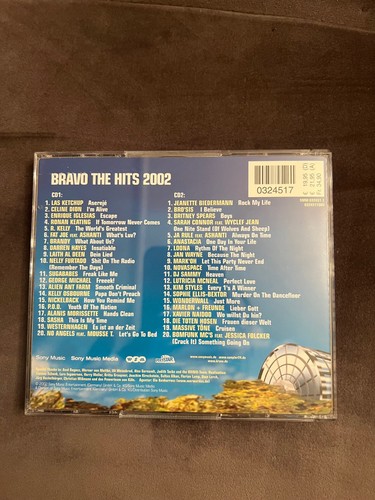 BRAVO THE HITS 2002
0324517
CD1:
1. LAS KETCHUP Aserejé
2. CELINE DION I'm Alive
3. ENRIQUE IGLESIAS Escape
4. RONAN KEATING If Tomorrow Never Comes
5. R. KELLY The World's Greatest
6. FAT JOE FEAT. ASHANTI What's Luv?
7. BRANDY What About Us?
8. DARREN HAYES Insatiable
9. LAITH AL DEEN Dein Lied
10. NELLY FURTADO Shit On The Radio
(Remember The Days)
11. SUGABABES Freak Like Me
12. GEORGE MICHAEL Freeek!
13. ALIEN ANT FARM Smooth Criminal
14. KELLY OSBOURNE Papa Don't Preach
15. NICKELBACK How You Remind Me
16. P.O.D. Youth Of The Nation
17. ALANIS MORISSETTE Hands Clean
18. SASHA This Is My Time
19. WESTERNHAGEN Es ist an der Zeit
20. NO ANGELS FEAT. MOUSSE T. Let's Go To Bed
CD2:
1. JEANETTE BIEDERMANN Rock My Life
2. BRO'SIS I Believe
3. BRITNEY SPEARS Boys
4. SARAH CONNOR FEAT. WYCLEF JEAN
One Nite Stand (Of Wolves And Sheep)
5. JA RULE FEAT. ASHANTI Always On Time
6. ANASTACIA One Day In Your Life
7. LOONA Rhythm Of The Night
8. JAN WAYNE Because The Night
9. MARK'OH Let This Party Never End
10. NOVASPACE Time After Time
11. DJ SAMMY Heaven
12. LUTRICIA MCNEAL Perfect Love
13. KIM STYLES Every 1's A Winner
14. SOPHIE ELLIS-BEXTOR Murder On The Dancefloor
15. WONDERWALL Just More
16. MARLON + FREUNDE Lieber Gott
17. XAVIER NAIDOO Wo willst Du hin?
18. DIE TOTEN HOSEN Frauen dieser Welt
19. MASSIVE TÖNE Cruisen
20. BOMFUNK MC'S FEAT. JESSICA FOLCKER
(Crack It) Something Going On
Sony Music Sony Music Media